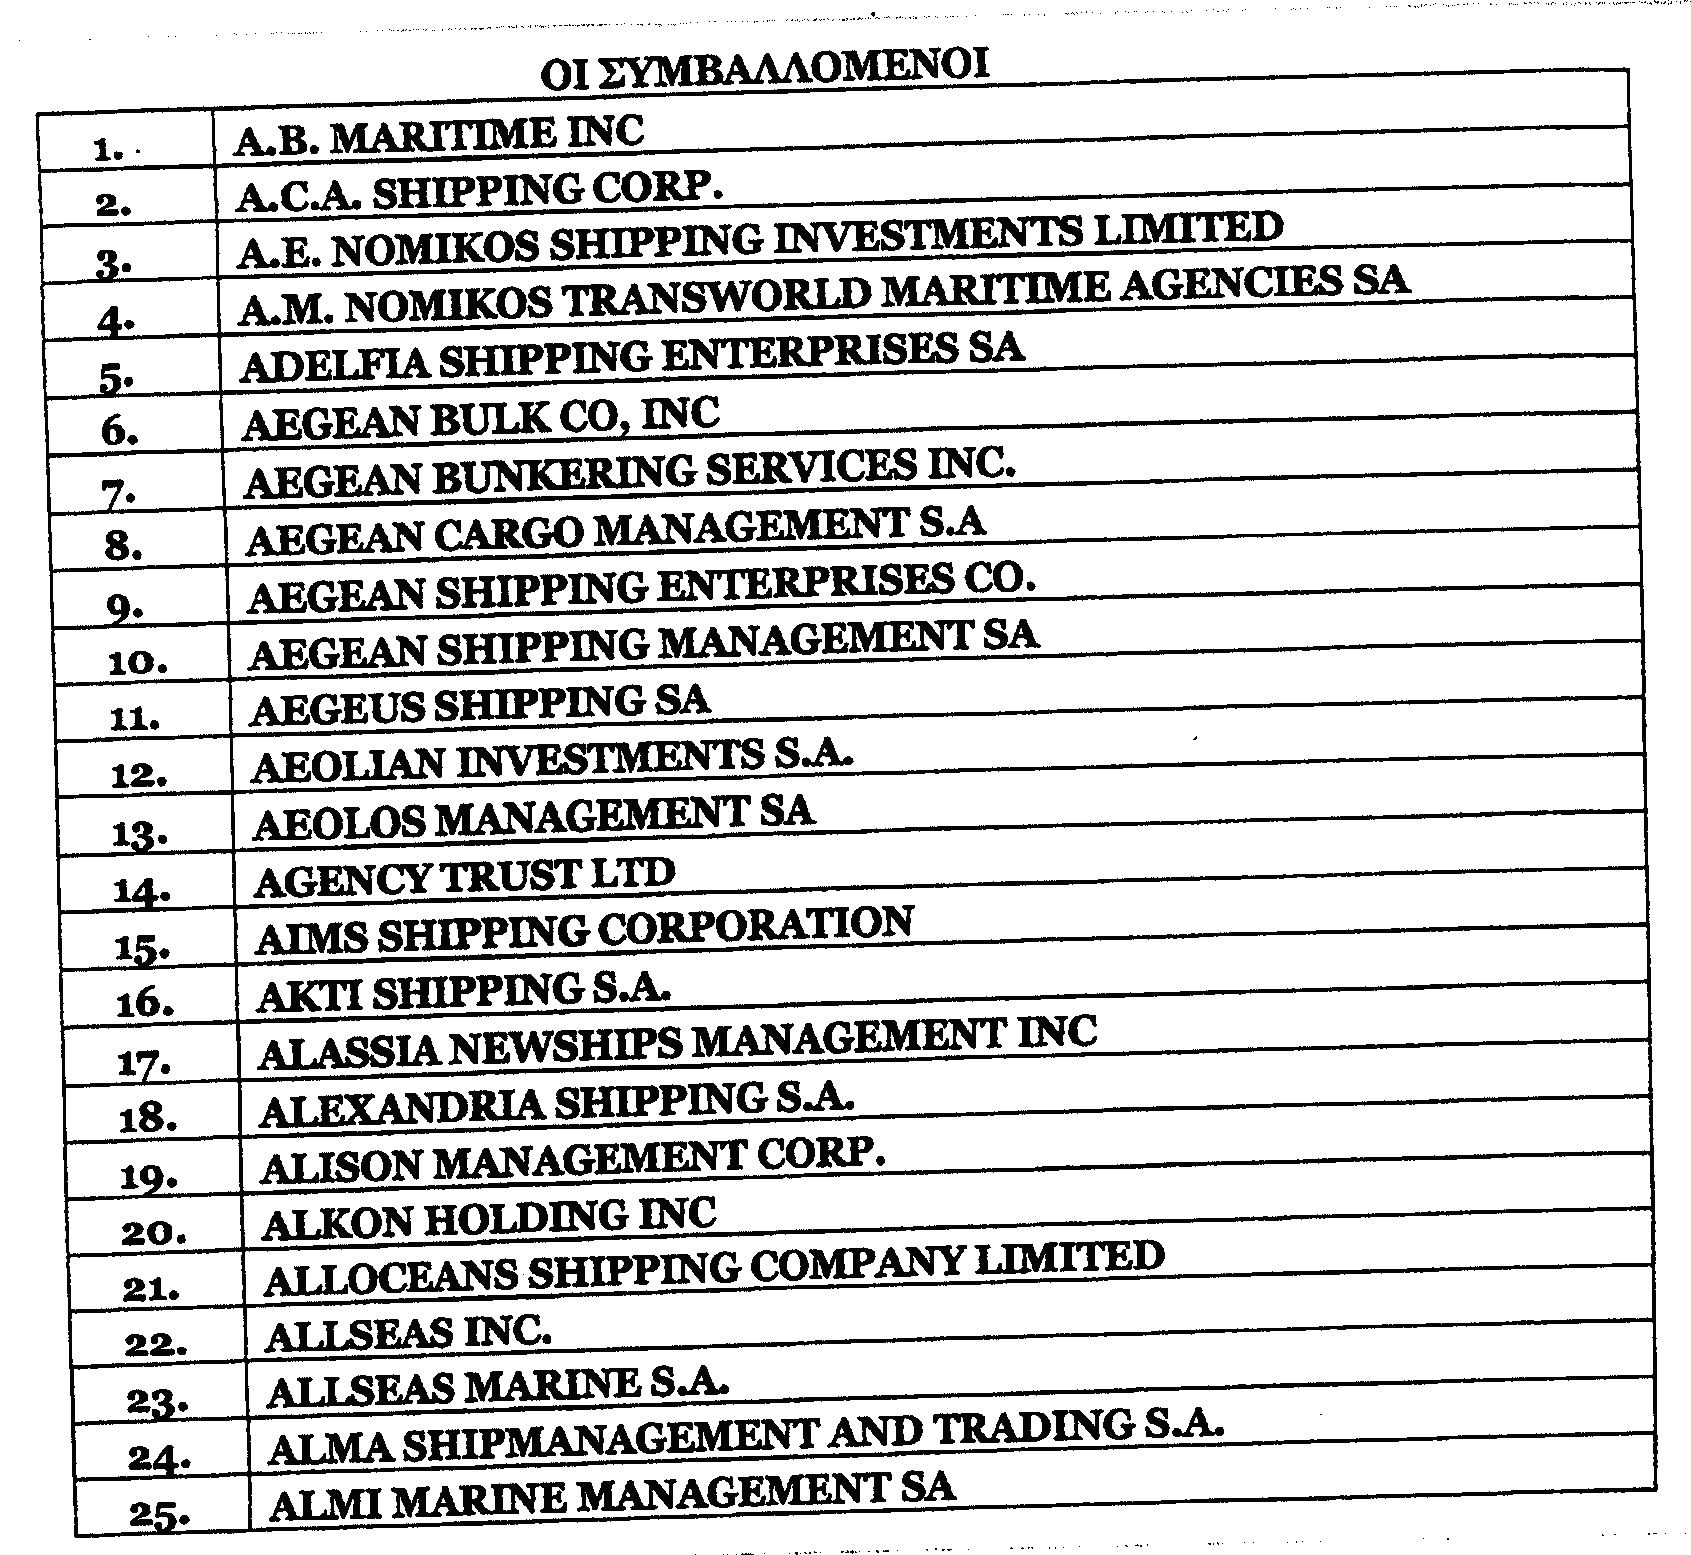 ΟΙ ΣΥΜΒΑΛΛΟΜΕΝΟΙ
1. A.B. MARITIME INC
2. A.C.A. SHIPPING CORP.
3. A.E. NOMIKOS SHIPPING INVESTMENTS LIMITED
4. A.M. NOMIKOS TRANSWORLD MARITIME AGENCIES SA
5. ADELFIA SHIPPING ENTERPRISES SA
6. AEGEAN BULK CO, INC
7. AEGEAN BUNKERING SERVICES INC.
8. AEGEAN CARGO MANAGEMENT S.A
9. AEGEAN SHIPPING ENTERPRISES CO.
10. AEGEAN SHIPPING MANAGEMENT SA
11. AEGEUS SHIPPING SA
12. AEOLIAN INVESTMENTS S.A.
13. AEOLOS MANAGEMENT SA
14. AGENCY TRUST LTD
15. AIMS SHIPPING CORPORATION
16. AKTI SHIPPING S.A.
17. ALASSIA NEWSHIPS MANAGEMENT INC
18. ALEXANDRIA SHIPPING S.A.
19. ALISON MANAGEMENT CORP.
20. ALKON HOLDING INC
21. ALLOCEANS SHIPPING COMPANY LIMITED
22. ALLSEAS INC.
23. ALLSEAS MARINE S.A.
24. ALMA SHIPMANAGEMENT AND TRADING S.A.
25. ALMI MARINE MANAGEMENT SA